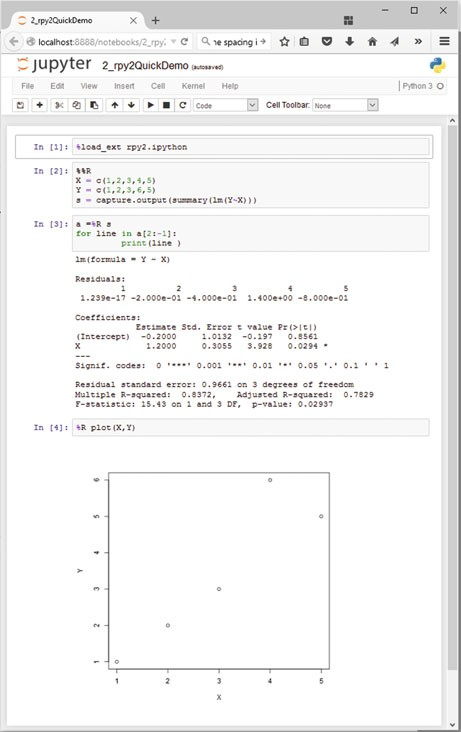 2_rpy2QuickDemo
localhost:8888/notebooks/2_rpy
spacing i
jupyter 2_rpy2QuickDemo (autosaved)
File Edit View Insert Cell Kernel Help Python 3
Code Cell Toolbar: None
In [1]: %load_ext rpy2.ipython
In [2]: %%R
X = c(1,2,3,4,5)
Y = c(1,2,3,6,5)
s = capture.output(summary(lm(Y~X)))
In [3]: a =%R s
for line in a[2:-1]:
print(line )
lm(formula = Y ~ X)
Residuals:
1 2 3 4 5
1.239e-17 -2.000e-01 -4.000e-01 1.400e+00 -8.000e-01
Coefficients:
Estimate Std. Error t value Pr(>|t|)
(Intercept) -0.2000 1.0132 -0.197 0.8561
X 1.2000 0.3055 3.928 0.0294 *
---
Signif. codes: 0 '***' 0.001 '**' 0.01 '*' 0.05 '.' 0.1 ' ' 1
Residual standard error: 0.9661 on 3 degrees of freedom
Multiple R-squared: 0.8372, Adjusted R-squared: 0.7829
F-statistic: 15.43 on 1 and 3 DF, p-value: 0.02937
In [4]: %R plot(X,Y)
6
5
4
3
2
1
Y
1 2 3 4 5
X